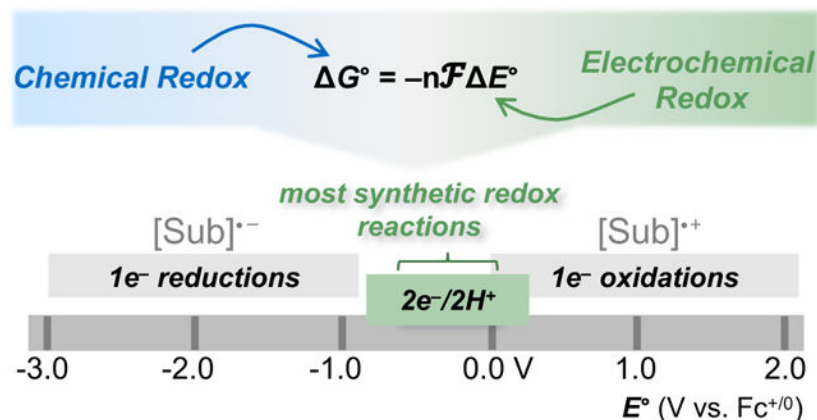 Chemical Redox
ΔG° = –nℱΔE°
Electrochemical
Redox
most synthetic redox
reactions
[Sub]•–
[Sub]•+
1e⁻ reductions
2e⁻/2H⁺
1e⁻ oxidations
-3.0 -2.0 -1.0 0.0 V 1.0 2.0
E° (V vs. Fc⁺/⁰)